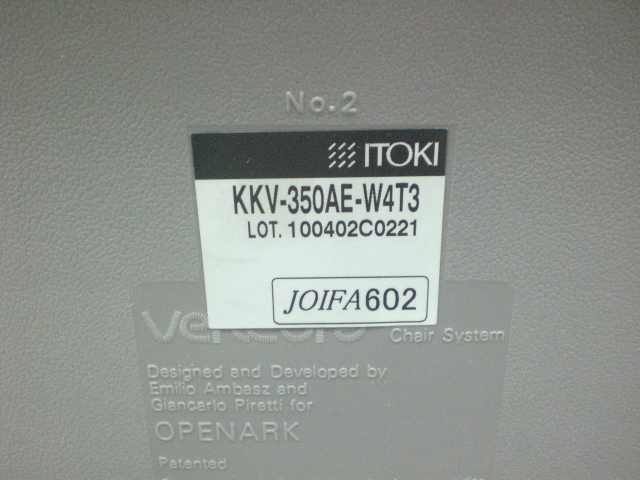 No.2
ITOKI
KKV-350AE-W4T3
LOT. 100402C0221
JOIFA602
Chair System
Designed and Developed by
Emilio Ambasz and
Giancarlo Piretti for
OPENARK
Patented